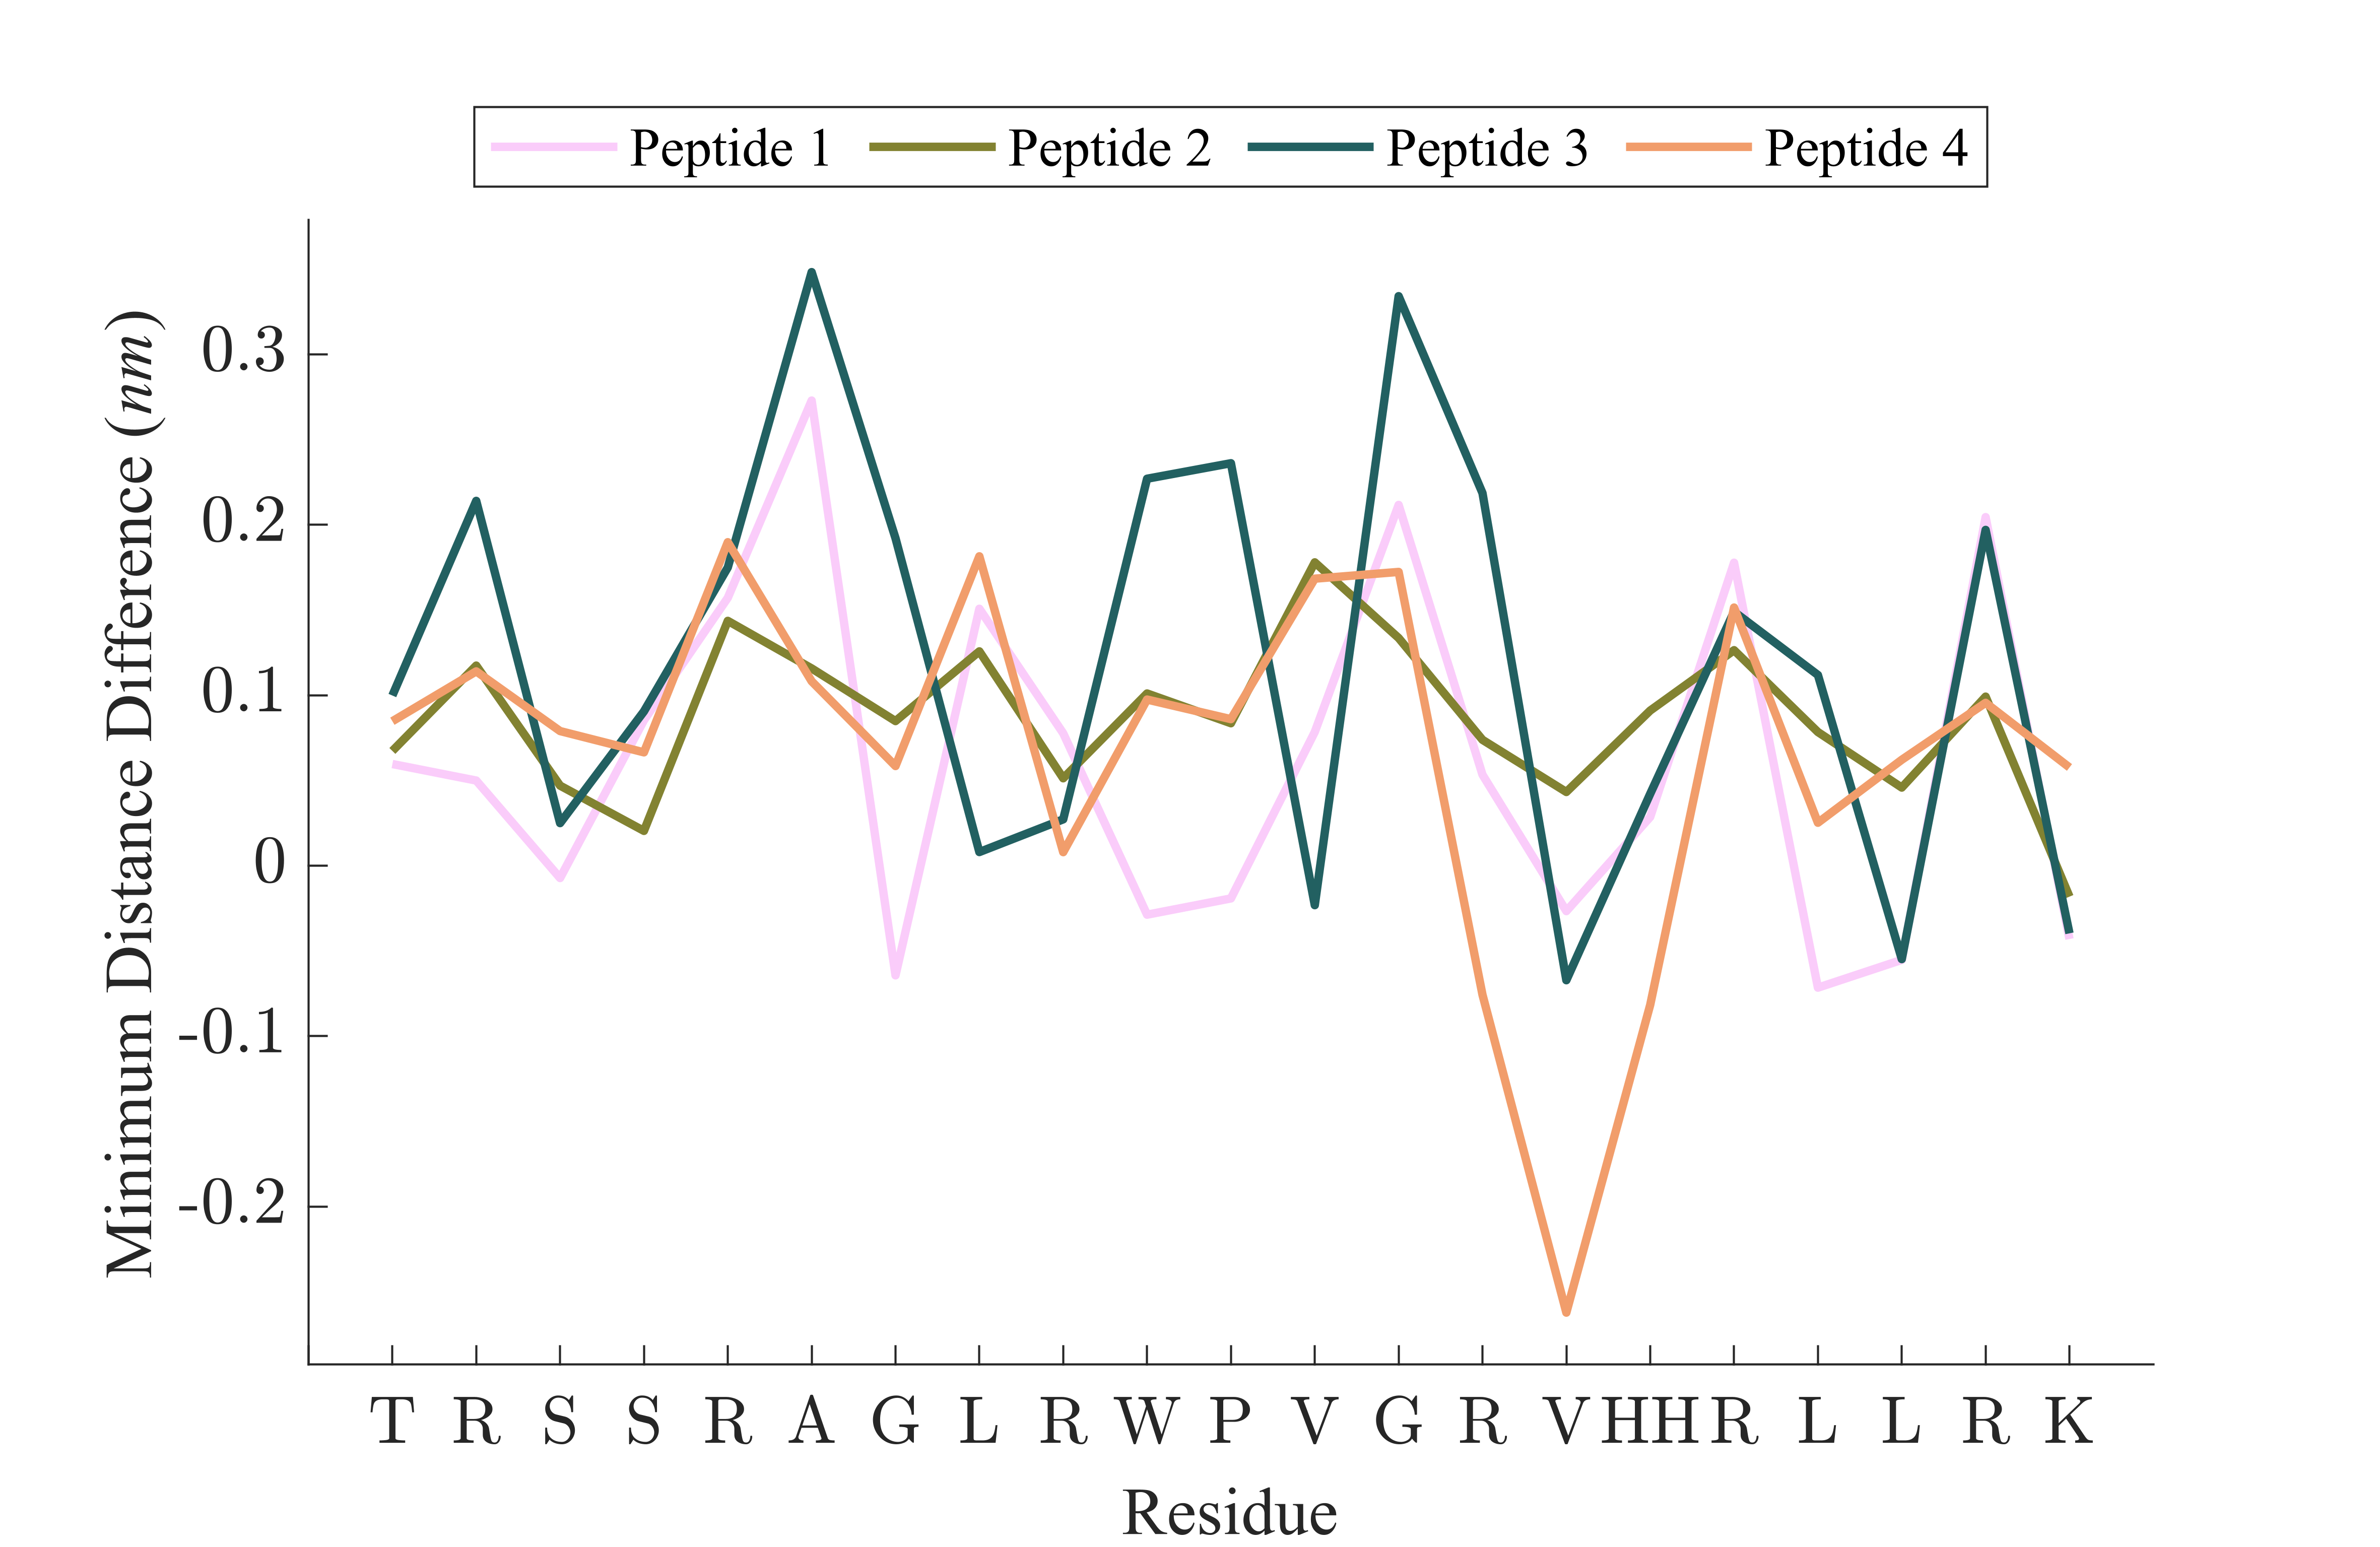 Peptide 1 Peptide 2 Peptide 3 Peptide 4
Minimum Distance Difference (nm)
0.3
0.2
0.1
0
-0.1
-0.2
T R S S R A G L R W P V G R V HH R L L R K
Residue